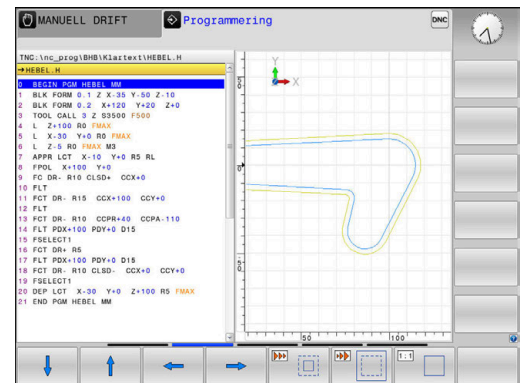 MANUELL DRIFT
Programmering
DNC
TNC:\nc_prog\BHB\Klartext\HEBEL.H
→HEBEL.H
0 BEGIN PGM HEBEL MM
1 BLK FORM 0.1 Z X-35 Y-50 Z-10
2 BLK FORM 0.2 X+120 Y+20 Z+0
3 TOOL CALL 3 Z S3500 F500
4 L Z+100 R0 FMAX
5 L X-30 Y+0 R0 FMAX
6 L Z-5 R0 FMAX M3
7 APPR LCT X-10 Y+0 R5 RL
8 FPOL X+100 Y+0
9 FC DR- R10 CLSD+ CCX+0
10 FLT
11 FCT DR- R15 CCX+100 CCY+0
12 FLT
13 FCT DR- R10 CCPR+40 CCPA-110
14 FLT PDX+100 PDY+0 D15
15 FSELECT1
16 FCT DR+ R5
17 FLT PDX+100 PDY+0 D15
18 FCT DR- R10 CLSD- CCX+0 CCY+0
19 FSELECT1
20 DEP LCT X-30 Y+0 Z+100 R5 FMAX
21 END PGM HEBEL MM
Y
X
50
100
1:1